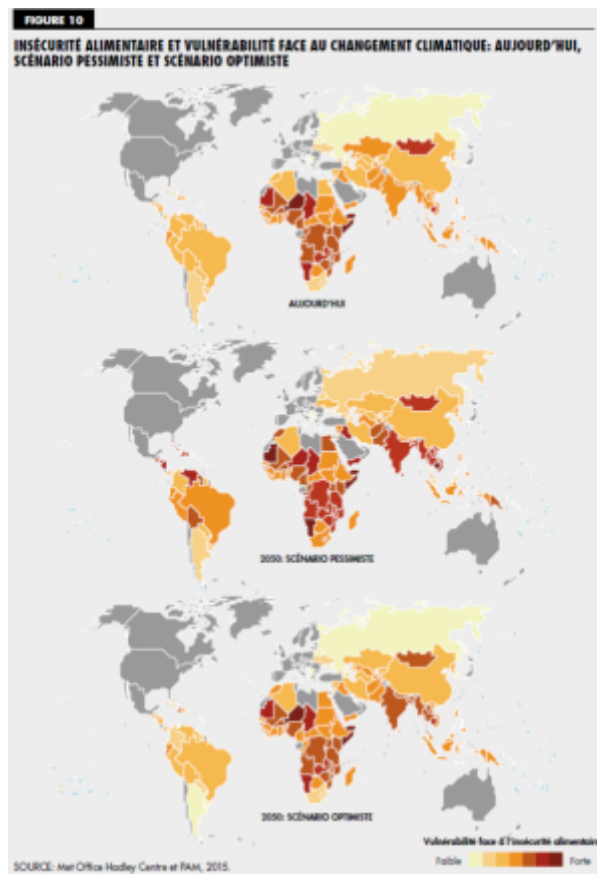 FIGURE 10
INSÉCURITÉ ALIMENTAIRE ET VULNÉRABILITÉ FACE AU CHANGEMENT CLIMATIQUE: AUJOURD'HUI,
SCÉNARIO PESSIMISTE ET SCÉNARIO OPTIMISTE
AUJOURD'HUI
2050: SCÉNARIO PESSIMISTE
2050: SCÉNARIO OPTIMISTE
Vulnérabilité face à l'insécurité alimentaire
Faible Forte
SOURCE: Met Office Hadley Centre et PAM, 2015.